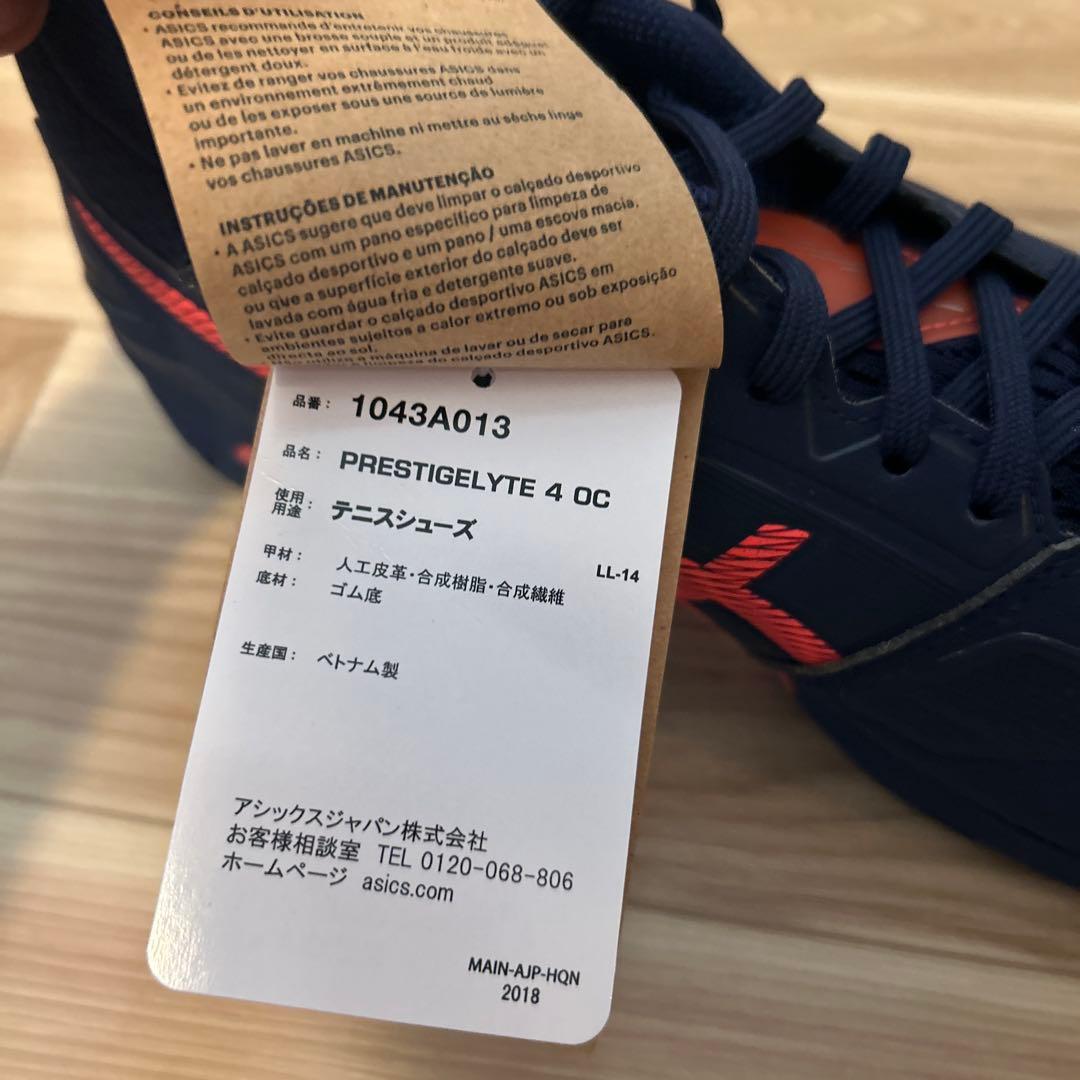 CONSEILS D'UTILISATION
• ASICS recommande d'entretenir vos chaussures
ASICS avec une brosse souple et un produit adéquat
ou de les nettoyer en surface à l'eau froide avec un
détergent doux.
• Evitez de ranger vos chaussures ASICS dans
un environnement extrêmement chaud
ou de les exposer sous une source de lumière
importante.
• Ne pas laver en machine ni mettre au sèche linge
vos chaussures ASICS.
INSTRUÇÕES DE MANUTENÇÃO
• A ASICS sugere que deve limpar o calçado desportivo
ASICS com um pano específico para limpeza de
calçado desportivo e um pano / uma escova macia.
ou que a superfície exterior do calçado deve ser
lavada com água fria e detergente suave.
• Evite guardar o calçado desportivo ASICS em
ambientes sujeitos a calor extremo ou sob exposição
directa ao sol.
utilize a máquina de lavar ou de secar para
limpeza do calçado desportivo ASICS.
品番: 1043A013
品名: PRESTIGELYTE 4 OC
使用用途: テニスシューズ
LL-14
甲材: 人工皮革・合成樹脂・合成繊維
底材: ゴム底
生産国: ベトナム製
アシックスジャパン株式会社
お客様相談室 TEL 0120-068-806
ホームページ asics.com
MAIN-AJP-HQN
2018